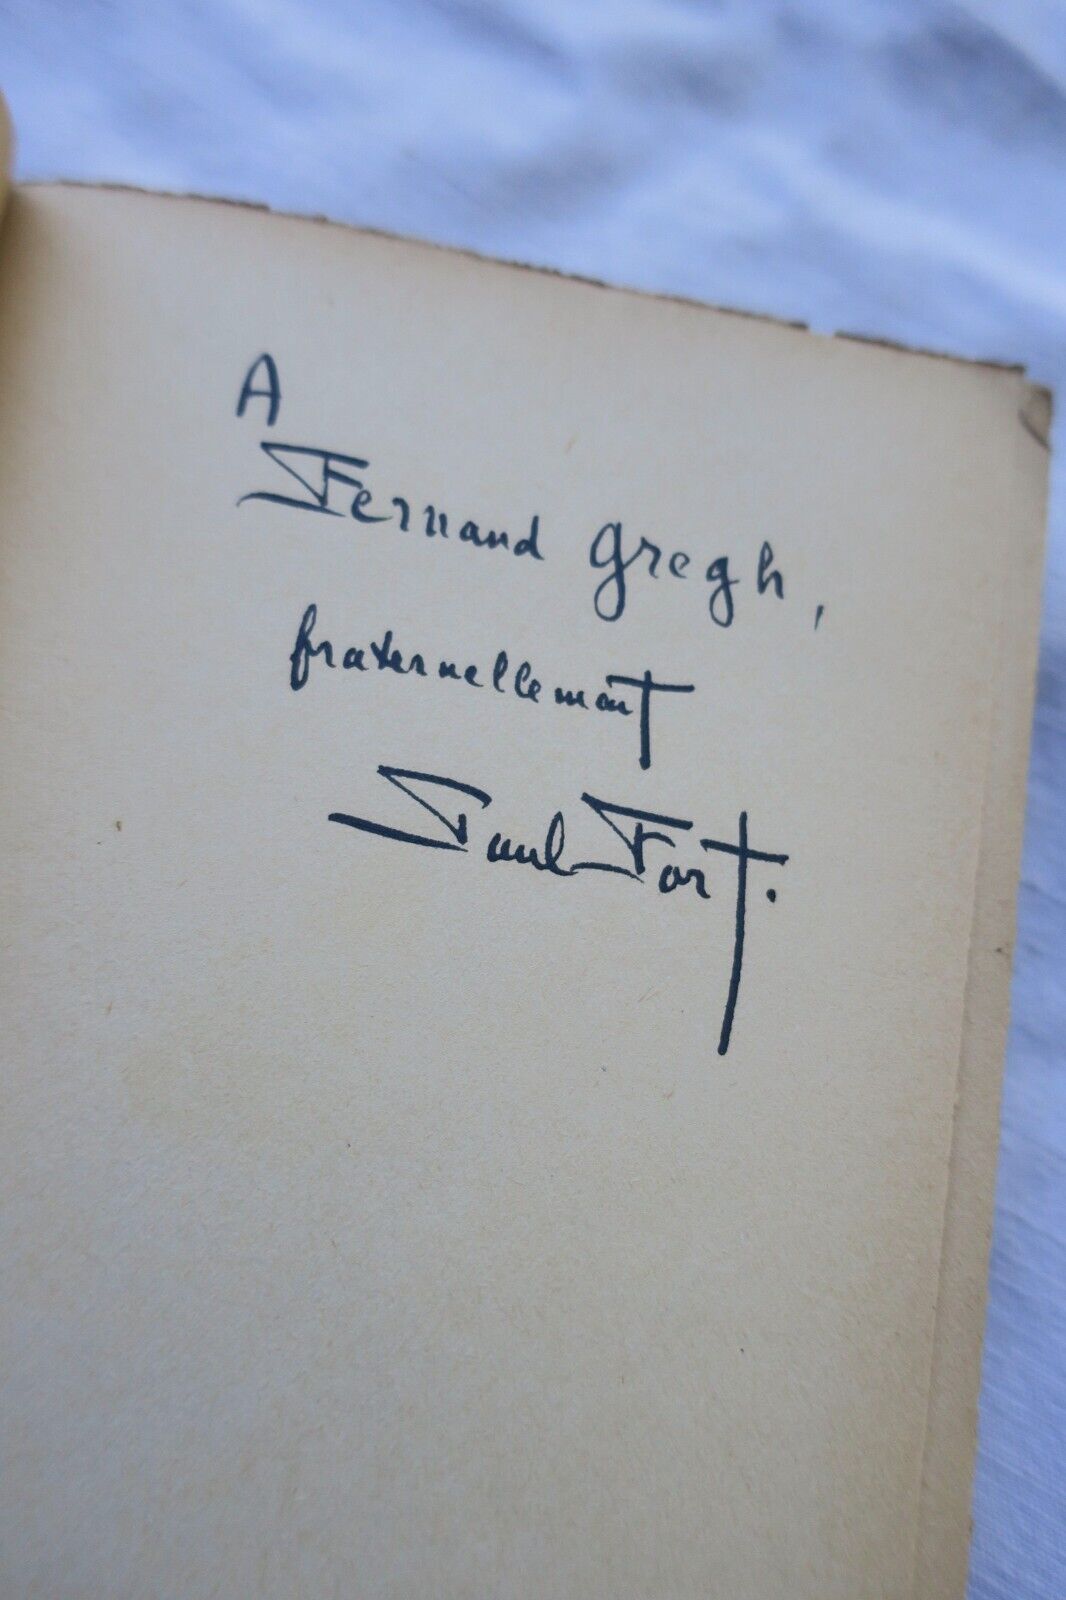 A
Fernand Gregh,
fraternellement
Paul Fort.